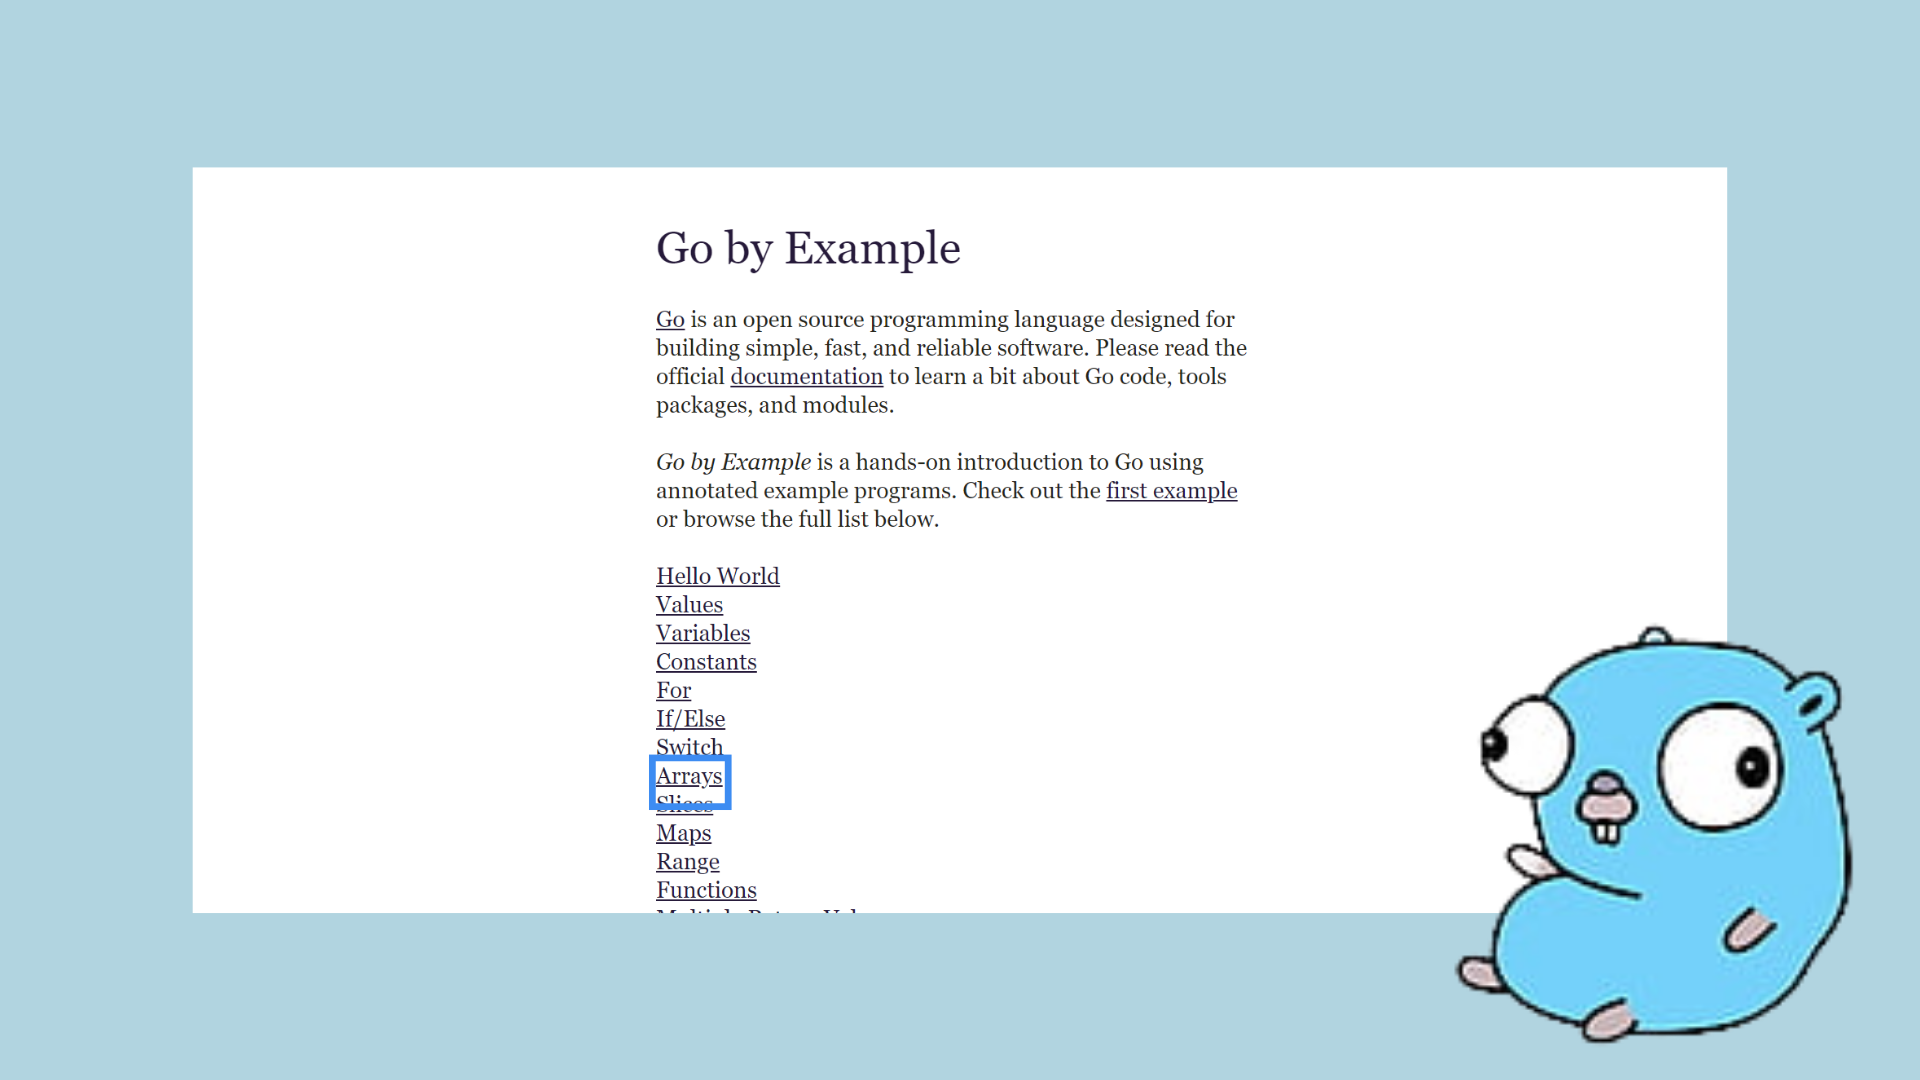 Go by Example
Go is an open source programming language designed for
building simple, fast, and reliable software. Please read the
official documentation to learn a bit about Go code, tools
packages, and modules.
Go by Example is a hands-on introduction to Go using
annotated example programs. Check out the first example
or browse the full list below.
Hello World
Values
Variables
Constants
For
If/Else
Switch
Arrays
Slices
Maps
Range
Functions